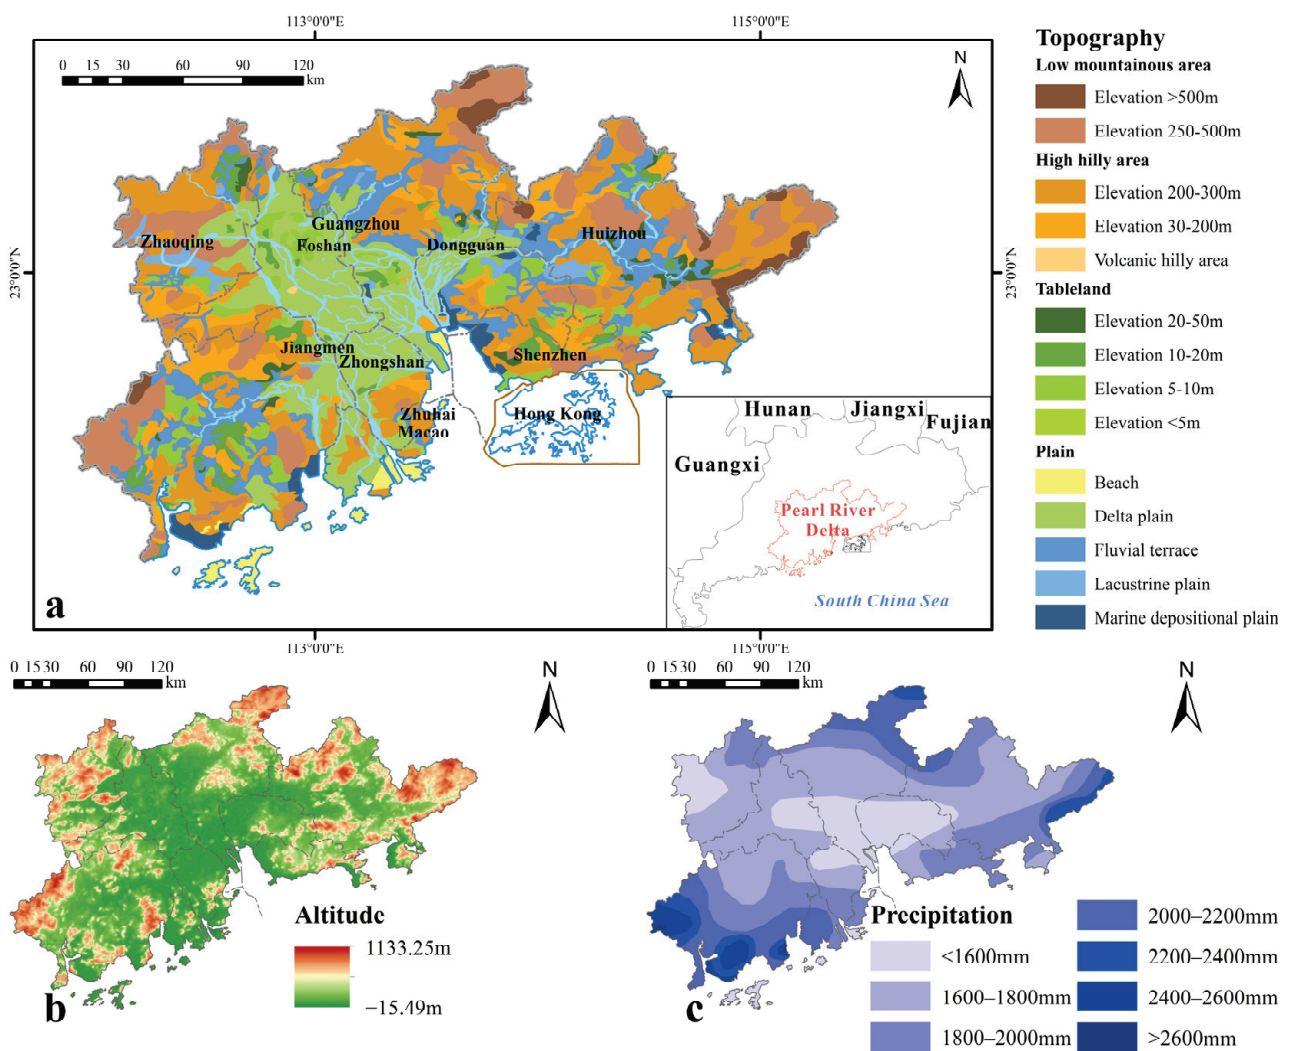 113°0'0"E
115°0'0"E
0 15 30 60 90 120
km
N
23°0'0"N
23°0'0"N
Zhaoqing
Guangzhou
Foshan
Dongguan
Huizhou
Jiangmen
Zhongshan
Shenzhen
Zhuhai
Macao
Hong Kong
a
Hunan
Jiangxi
Fujian
Guangxi
Pearl River
Delta
South China Sea
Topography
Low mountainous area
Elevation >500m
Elevation 250-500m
High hilly area
Elevation 200-300m
Elevation 30-200m
Volcanic hilly area
Tableland
Elevation 20-50m
Elevation 10-20m
Elevation 5-10m
Elevation <5m
Plain
Beach
Delta plain
Fluvial terrace
Lacustrine plain
Marine depositional plain
113°0'0"E
115°0'0"E
0 1530 60 90 120
km
N
Altitude
1133.25m
−15.49m
b
0 1530 60 90 120
km
N
Precipitation
<1600mm
1600–1800mm
1800–2000mm
2000–2200mm
2200–2400mm
2400–2600mm
>2600mm
c